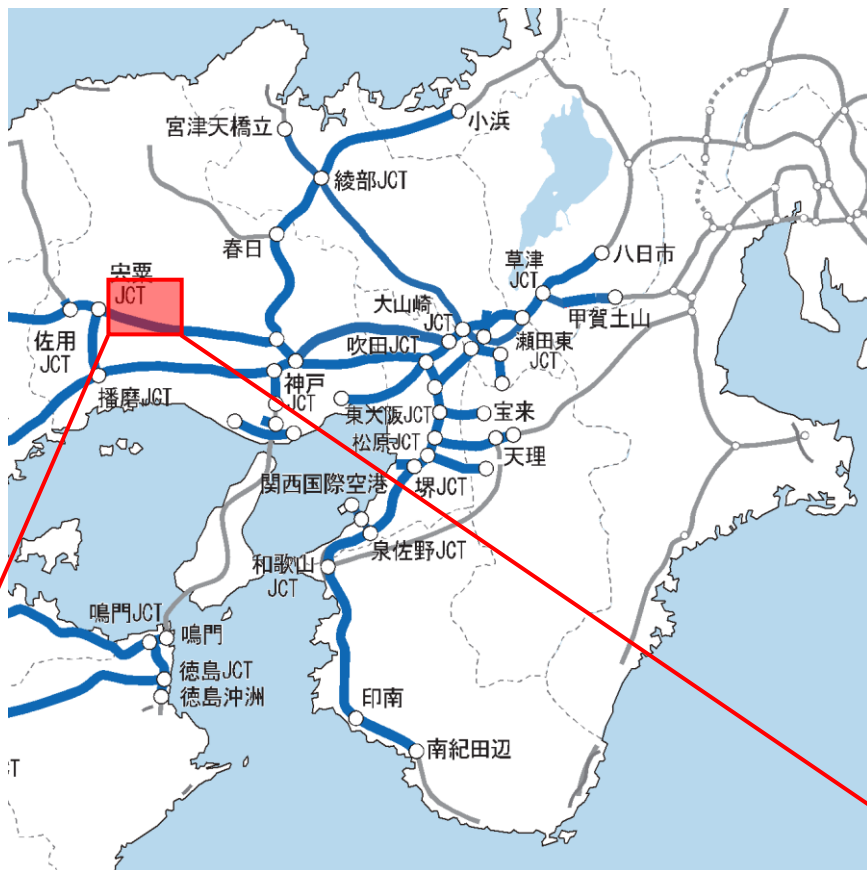 宮津天橋立
小浜
綾部JCT
春日
草津
JCT
八日市
宍粟
JCT
大山崎
JCT
甲賀土山
佐用
JCT
吹田JCT
瀬田東
JCT
播磨JCT
神戸
JCT
東大阪JCT
宝来
松原JCT
天理
関西国際空港
堺JCT
泉佐野JCT
和歌山
JCT
鳴門JCT
鳴門
徳島JCT
徳島沖洲
印南
南紀田辺
CT